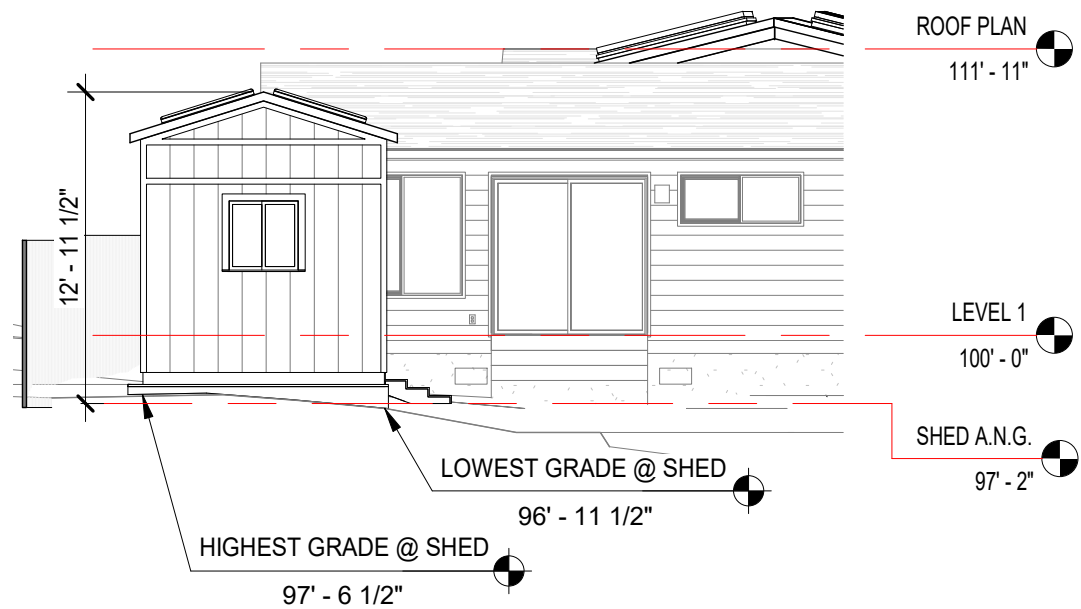 ROOF PLAN
111' - 11"
12' - 11 1/2"
LEVEL 1
100' - 0"
SHED A.N.G.
97' - 2"
LOWEST GRADE @ SHED
96' - 11 1/2"
HIGHEST GRADE @ SHED
97' - 6 1/2"